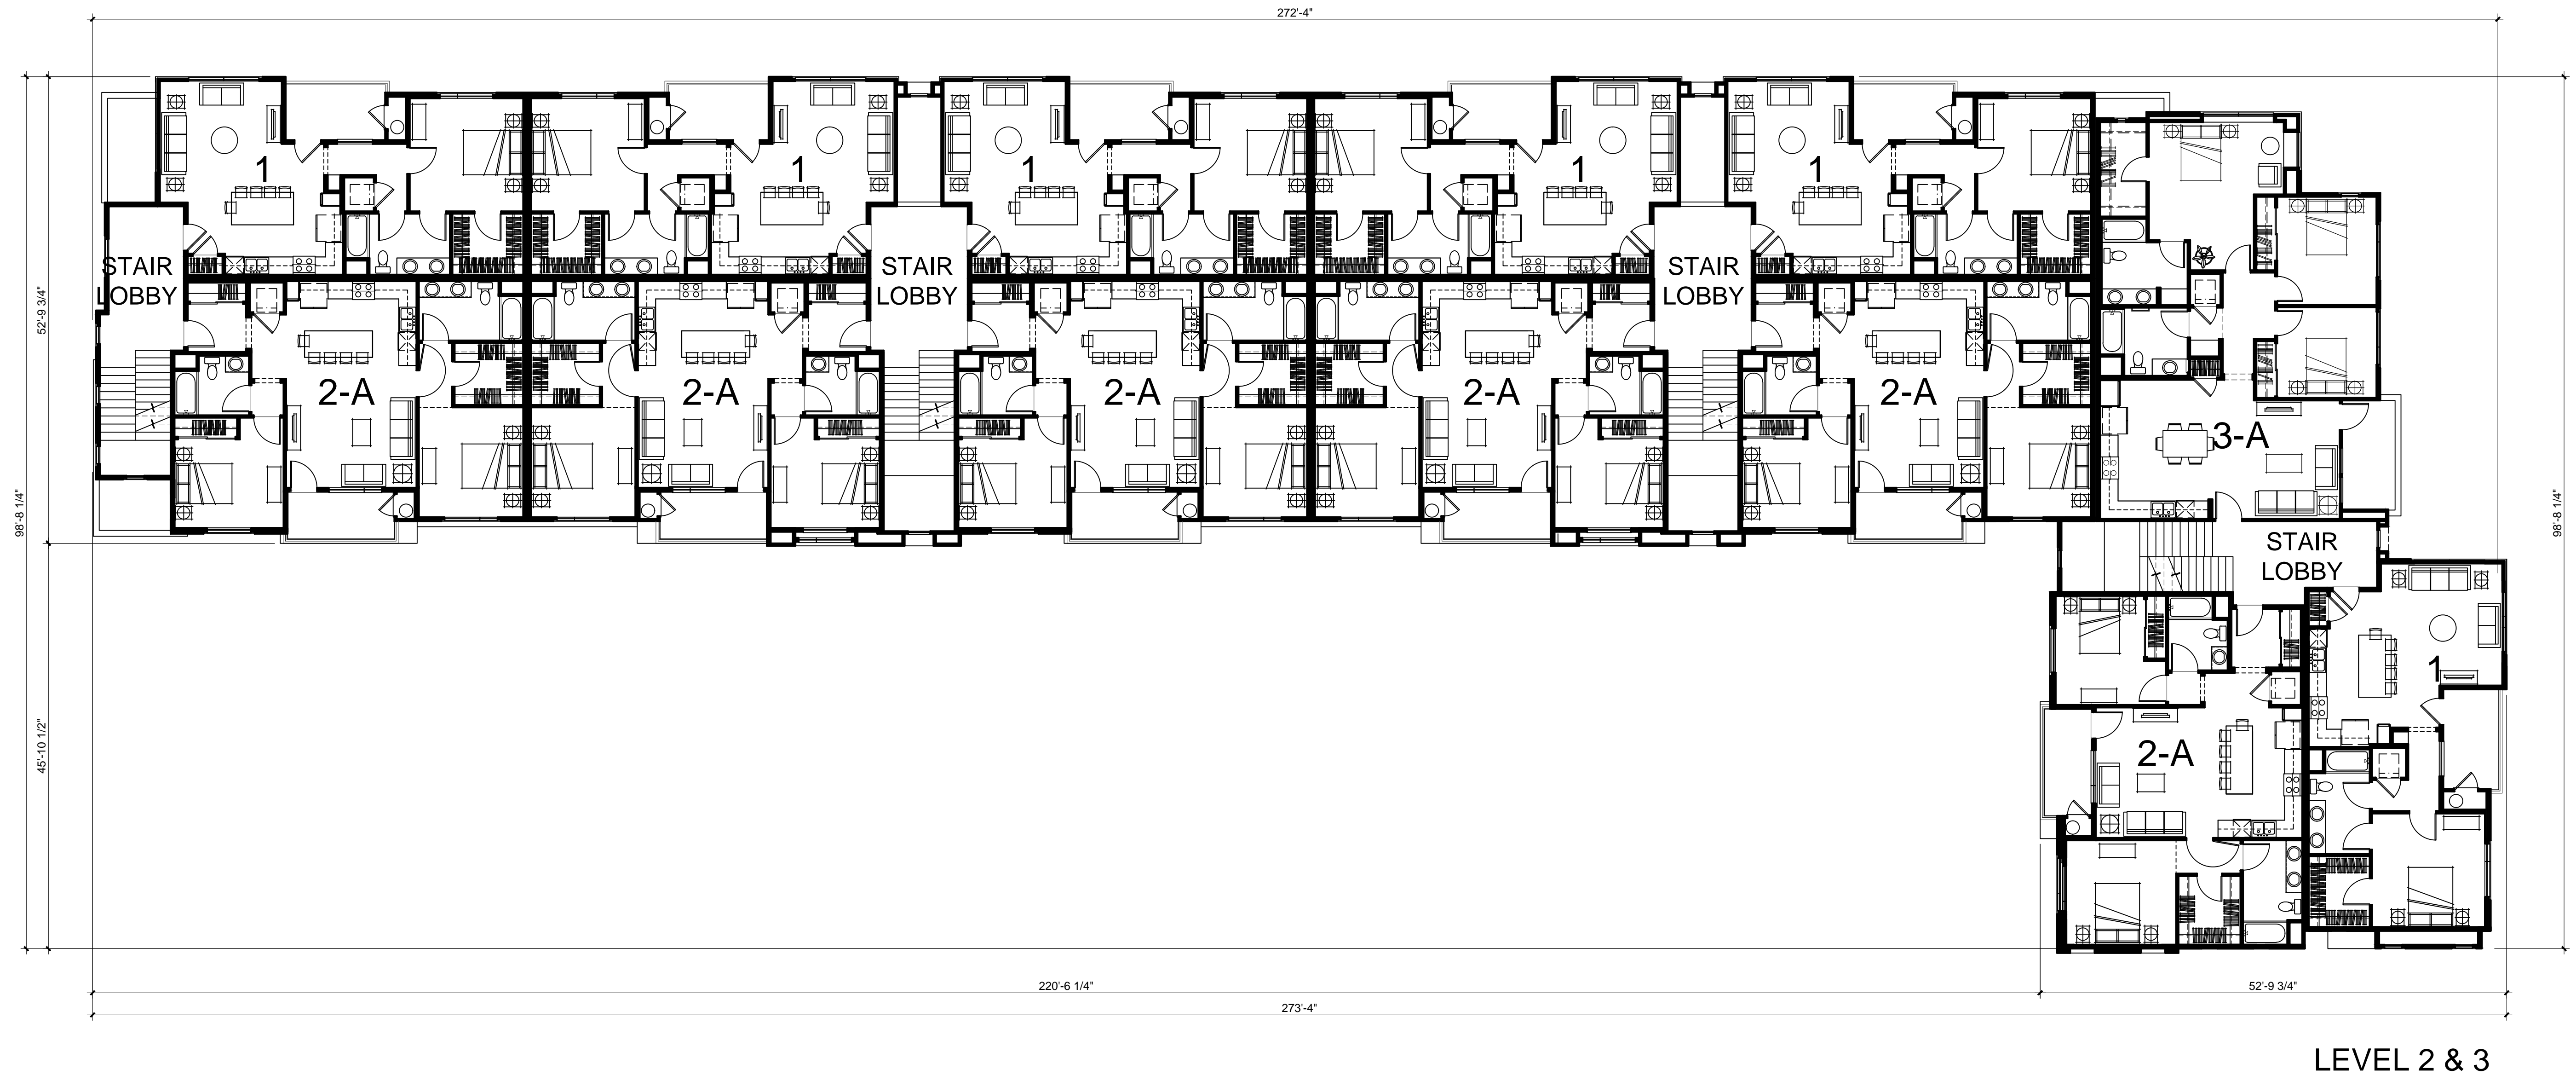 272'-4"
1
1
1
1
1
STAIR
LOBBY
STAIR
LOBBY
STAIR
LOBBY
52'-9 3/4"
2-A
2-A
2-A
2-A
2-A
3-A
98'-8 1/4"
98'-8 1/4"
STAIR
LOBBY
1
45'-10 1/2"
2-A
220'-6 1/4"
52'-9 3/4"
273'-4"
LEVEL 2 & 3